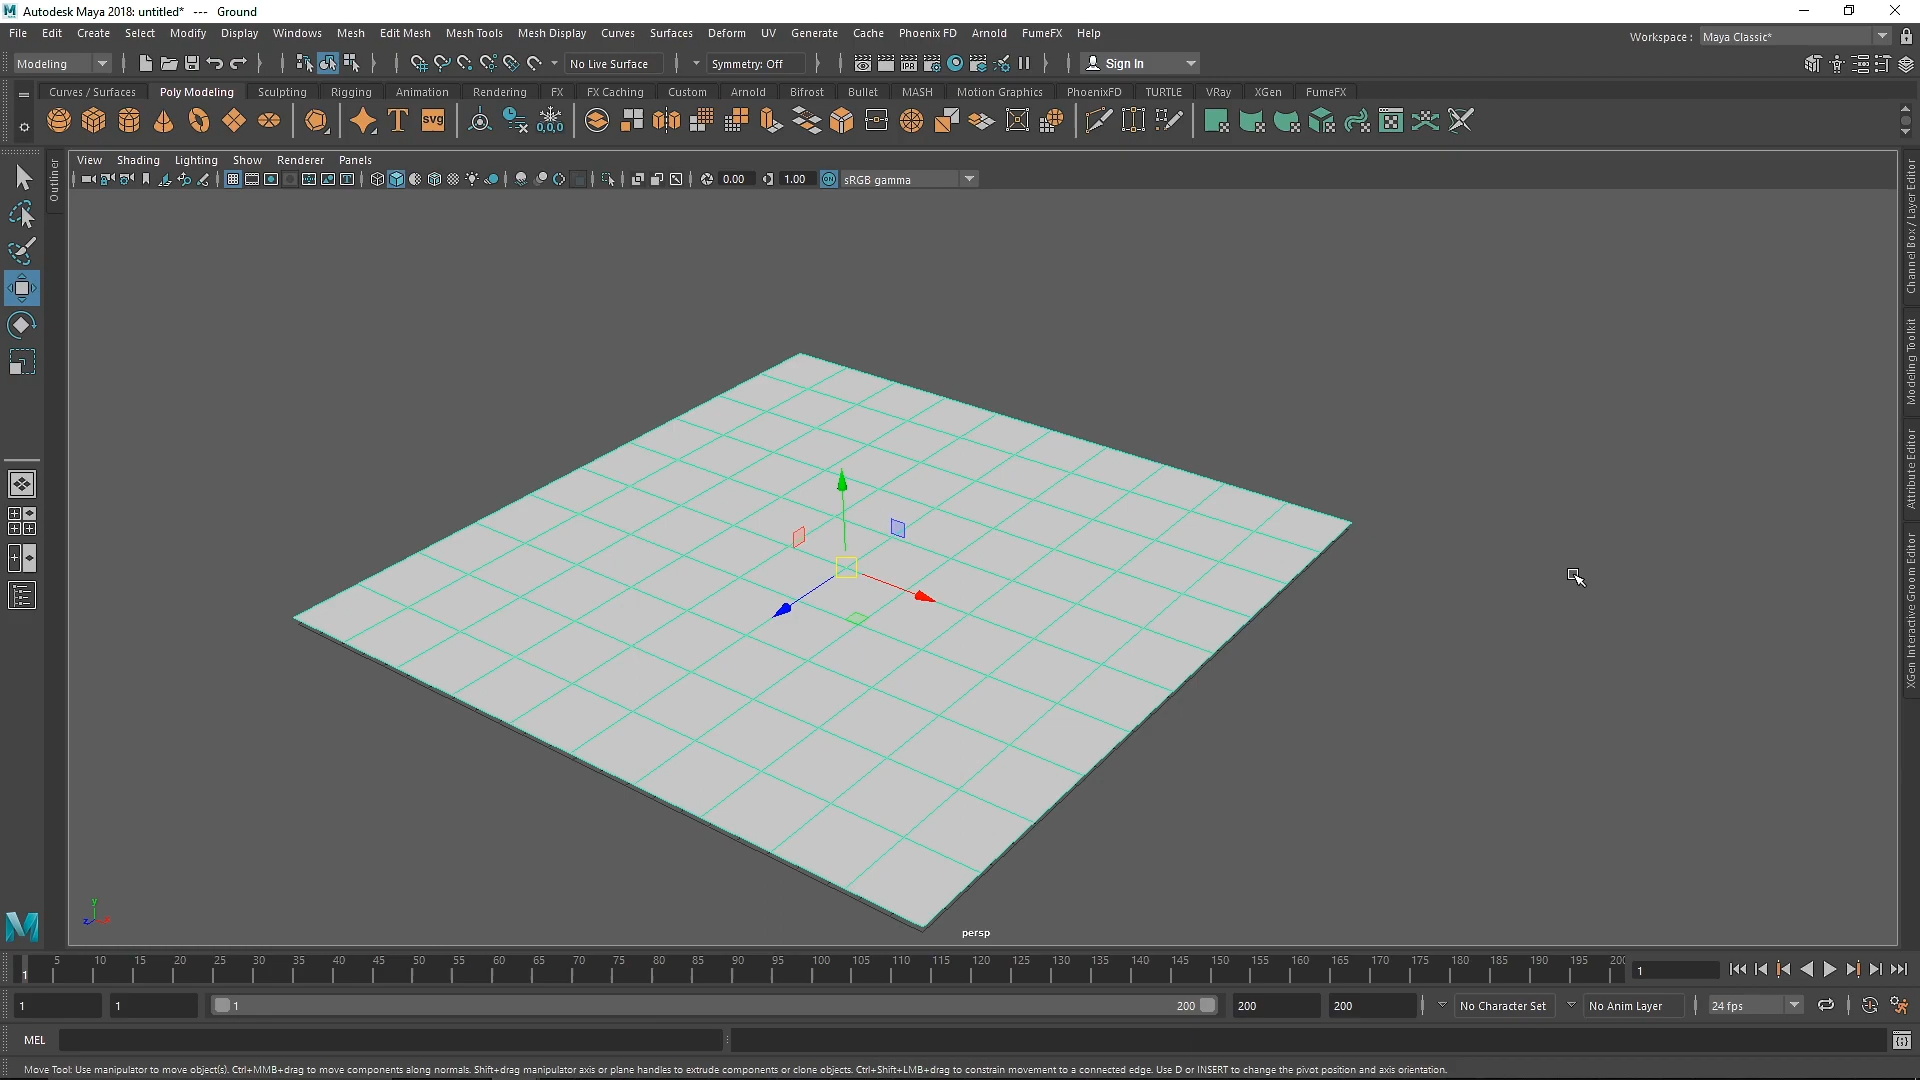 Autodesk Maya 2018: untitled* --- Ground
File Edit Create Select Modify Display Windows Mesh Edit Mesh Mesh Tools Mesh Display Curves Surfaces Deform UV Generate Cache Phoenix FD Arnold FumeFX Help
Workspace : Maya Classic*
Modeling No Live Surface Symmetry: Off Sign In
Curves / Surfaces Poly Modeling Sculpting Rigging Animation Rendering FX FX Caching Custom Arnold Bifrost Bullet MASH Motion Graphics PhoenixFD TURTLE VRay XGen FumeFX
T svg 0,0,0
View Shading Lighting Show Renderer Panels
0.00 1.00 ON sRGB gamma
Outliner
Channel Box / Layer Editor
Modeling Toolkit
Attribute Editor
XGen Interactive Groom Editor
y
z x
persp
5 10 15 20 25 30 35 40 45 50 55 60 65 70 75 80 85 90 95 100 105 110 115 120 125 130 135 140 145 150 155 160 165 170 175 180 185 190 195 200
1 1
1 1 1 200 200 200 No Character Set No Anim Layer 24 fps
MEL
Move Tool: Use manipulator to move object(s). Ctrl+MMB+drag to move components along normals. Shift+drag manipulator axis or plane handles to extrude components or clone objects. Ctrl+Shift+LMB+drag to constrain movement to a connected edge. Use D or INSERT to change the pivot position and axis orientation.